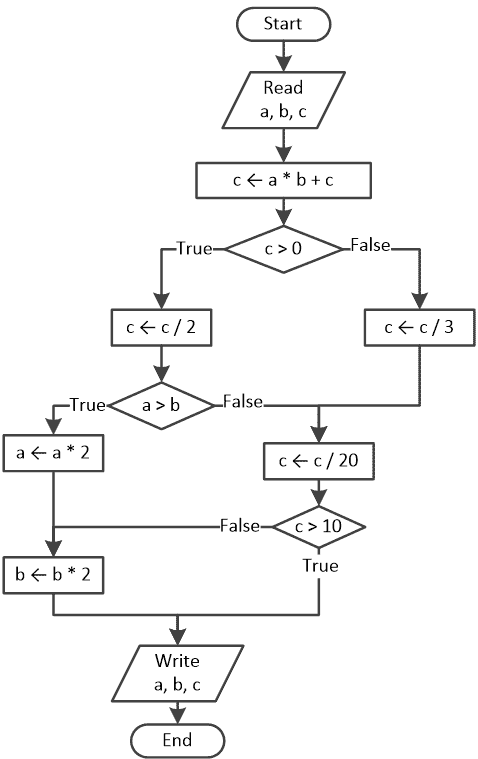 Start
Read
a, b, c
c ← a * b + c
c > 0
True
False
c ← c / 2
c ← c / 3
a > b
True
False
a ← a * 2
c ← c / 20
c > 10
False
True
b ← b * 2
Write
a, b, c
End